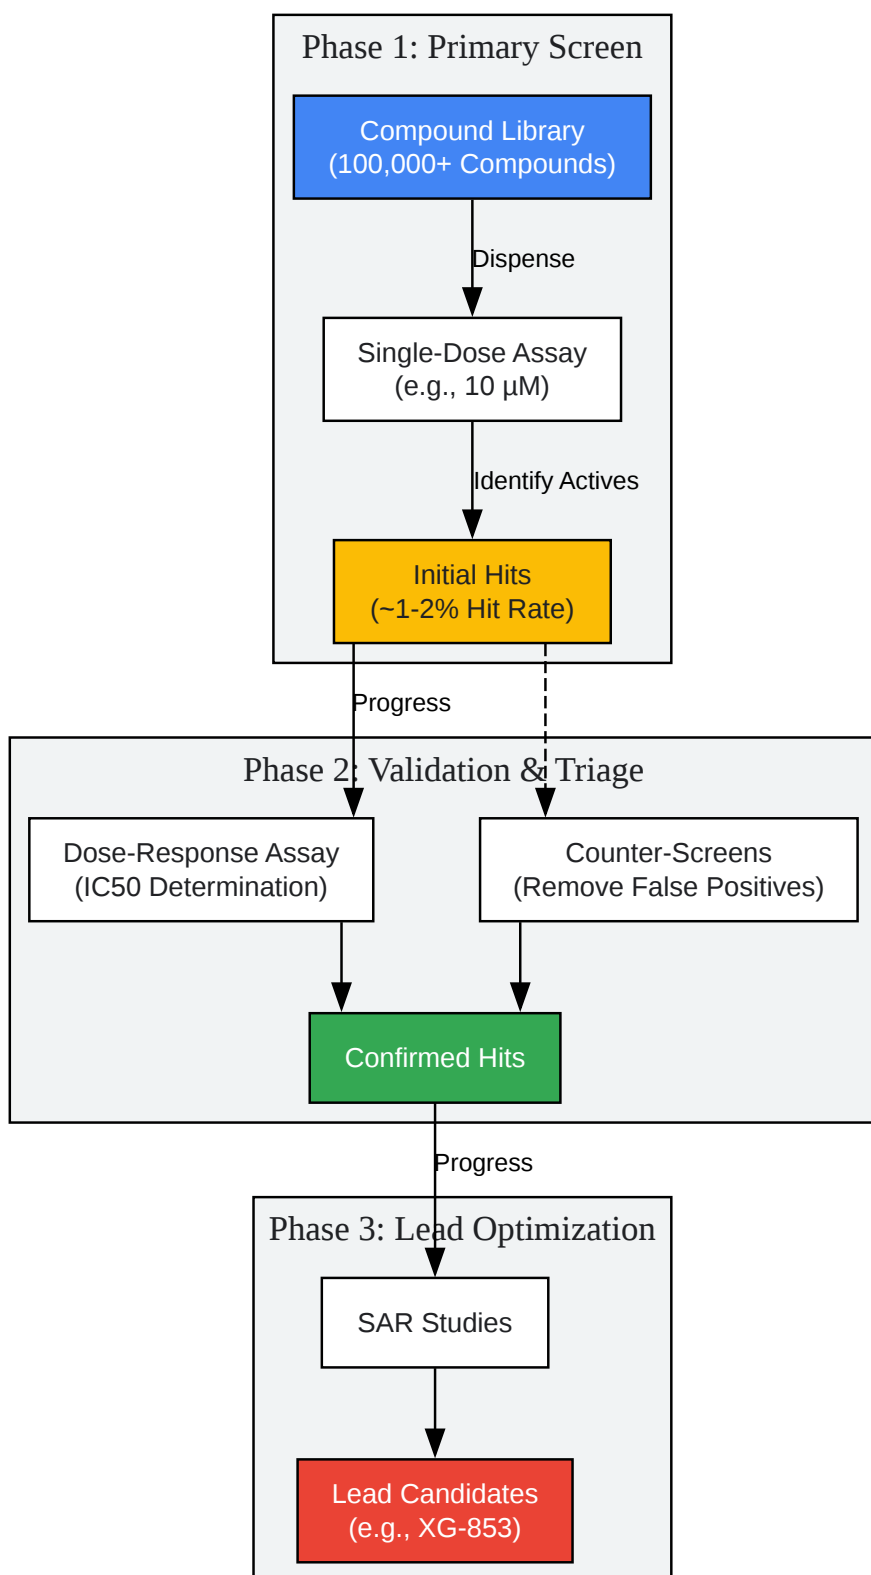 Phase 1: Primary Screen
Compound Library
(100,000+ Compounds)
Dispense
Single-Dose Assay
(e.g., 10 µM)
Identify Actives
Initial Hits
(~1-2% Hit Rate)
Progress
Phase 2: Validation & Triage
Dose-Response Assay
(IC50 Determination)
Counter-Screens
(Remove False Positives)
Confirmed Hits
Progress
Phase 3: Lead Optimization
SAR Studies
Lead Candidates
(e.g., XG-853)